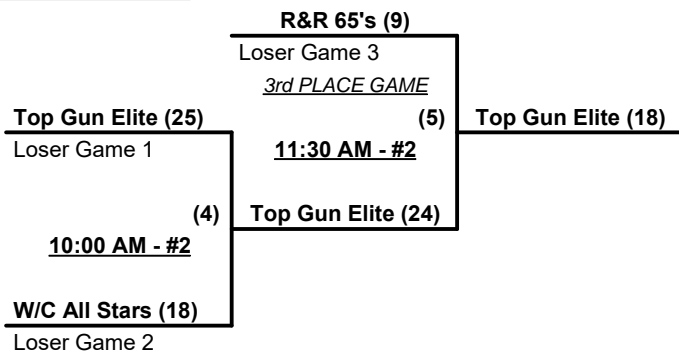 R&R 65's (9)
Loser Game 3
3rd PLACE GAME
Top Gun Elite (25)
(5)
Top Gun Elite (18)
Loser Game 1
11:30 AM - #2
(4)
Top Gun Elite (24)
10:00 AM - #2
W/C All Stars (18)
Loser Game 2